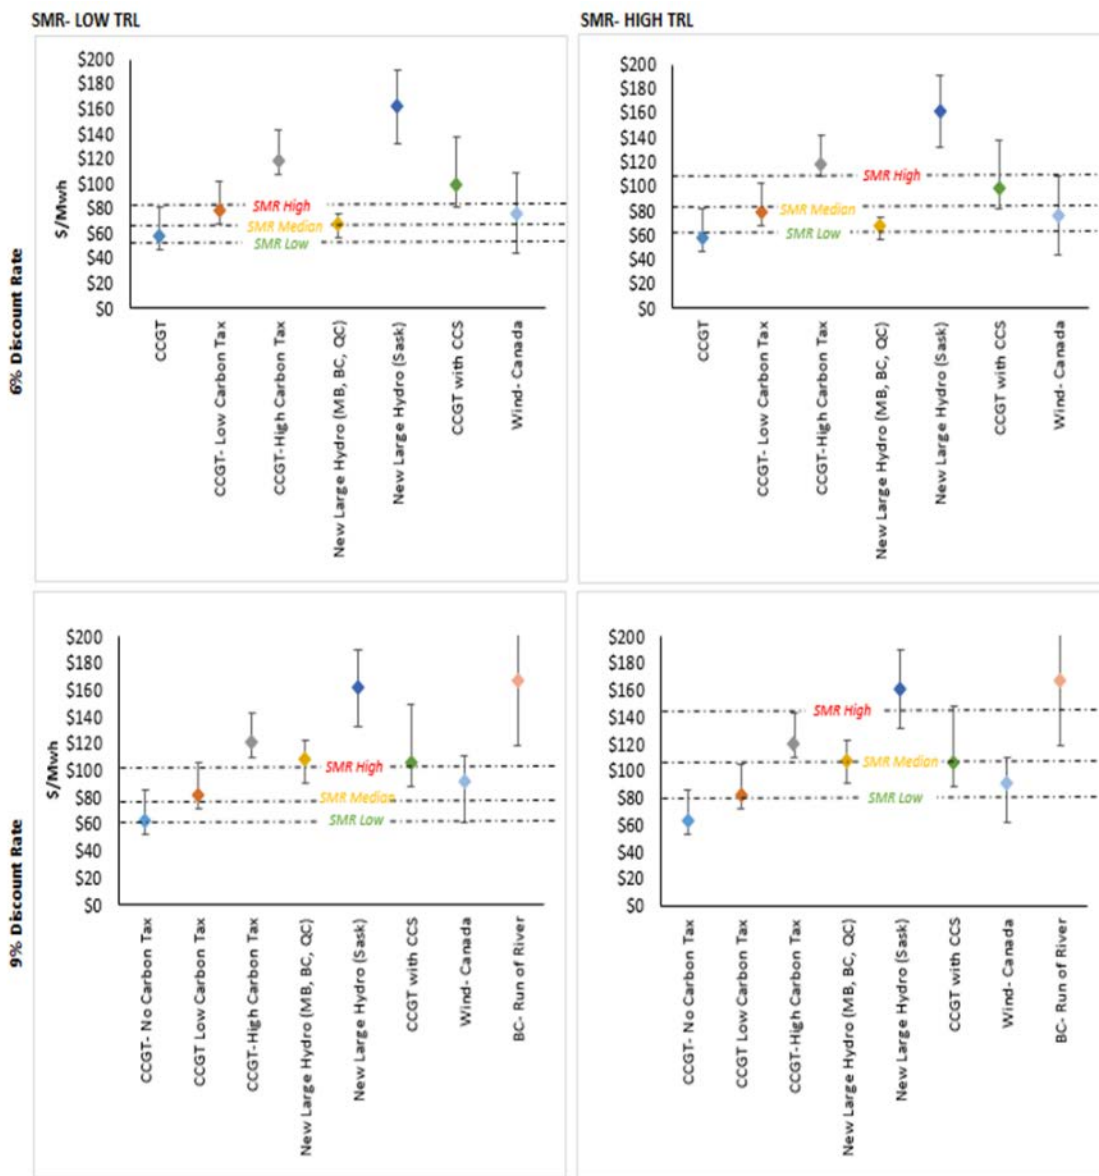 SMR- LOW TRL
SMR- HIGH TRL
6% Discount Rate
$/Mwh
$200
$180
$160
$140
$120
$100
$80
$60
$40
$20
$0
SMR High
SMR Median
SMR Low
CCGT
CCGT- Low Carbon Tax
CCGT-High Carbon Tax
New Large Hydro (MB, BC, QC)
New Large Hydro (Sask)
CCGT with CCS
Wind- Canada
$200
$180
$160
$140
$120
$100
$80
$60
$40
$20
$0
SMR High
SMR Median
SMR Low
CCGT
CCGT- Low Carbon Tax
CCGT-High Carbon Tax
New Large Hydro (MB, BC, QC)
New Large Hydro (Sask)
CCGT with CCS
Wind- Canada
9% Discount Rate
$/Mwh
$200
$180
$160
$140
$120
$100
$80
$60
$40
$20
$0
SMR High
SMR Median
SMR Low
CCGT- No Carbon Tax
CCGT Low Carbon Tax
CCGT-High Carbon Tax
New Large Hydro (MB, BC, QC)
New Large Hydro (Sask)
CCGT with CCS
Wind- Canada
BC- Run of River
$200
$180
$160
$140
$120
$100
$80
$60
$40
$20
$0
SMR High
SMR Median
SMR Low
CCGT- No Carbon Tax
CCGT Low Carbon Tax
CCGT-High Carbon Tax
New Large Hydro (MB, BC, QC)
New Large Hydro (Sask)
CCGT with CCS
Wind- Canada
BC- Run of River